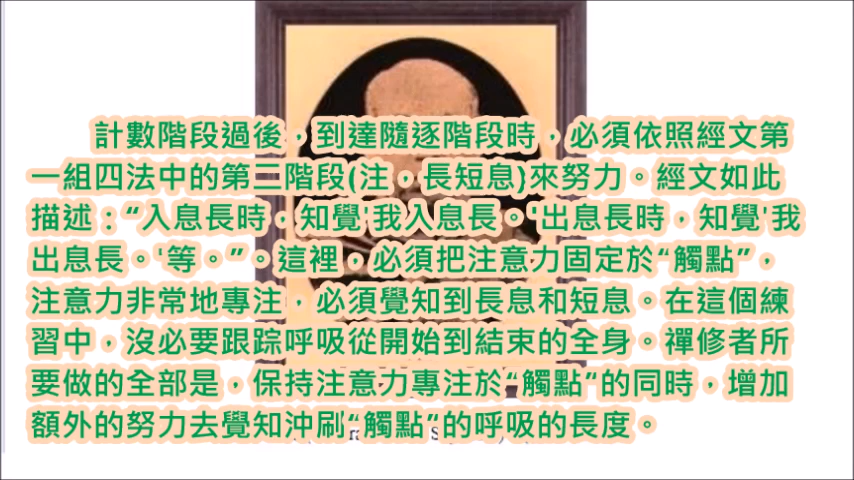 計數階段過後，到達隨逐階段時，必須依照經文第
一組四法中的第二階段(注，長短息)來努力。經文如此
描述：“入息長時，知覺'我入息長。'出息長時，知覺'我
出息長。'等。”。這裡，必須把注意力固定於“觸點”，
注意力非常地專注，必須覺知到長息和短息。在這個練
習中，沒必要跟踪呼吸從開始到結束的全身。禪修者所
要做的全部是，保持注意力專注於“觸點”的同時，增加
額外的努力去覺知沖刷“觸點”的呼吸的長度。